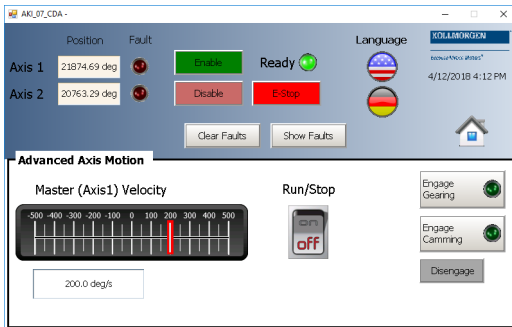 AKI_07_CDA -
Position Fault Language KOLLMORGEN
Because Motion Matters™
Axis 1 21874.69 deg Enable Ready
4/12/2018 4:12 PM
Axis 2 20763.29 deg Disable E-Stop
Clear Faults Show Faults
Advanced Axis Motion
Master (Axis1) Velocity Run/Stop
Engage
Gearing
-500 -400 -300 -200 -100 0 100 200 300 400 500
on
off
Engage
Camming
Disengage
200.0 deg/s